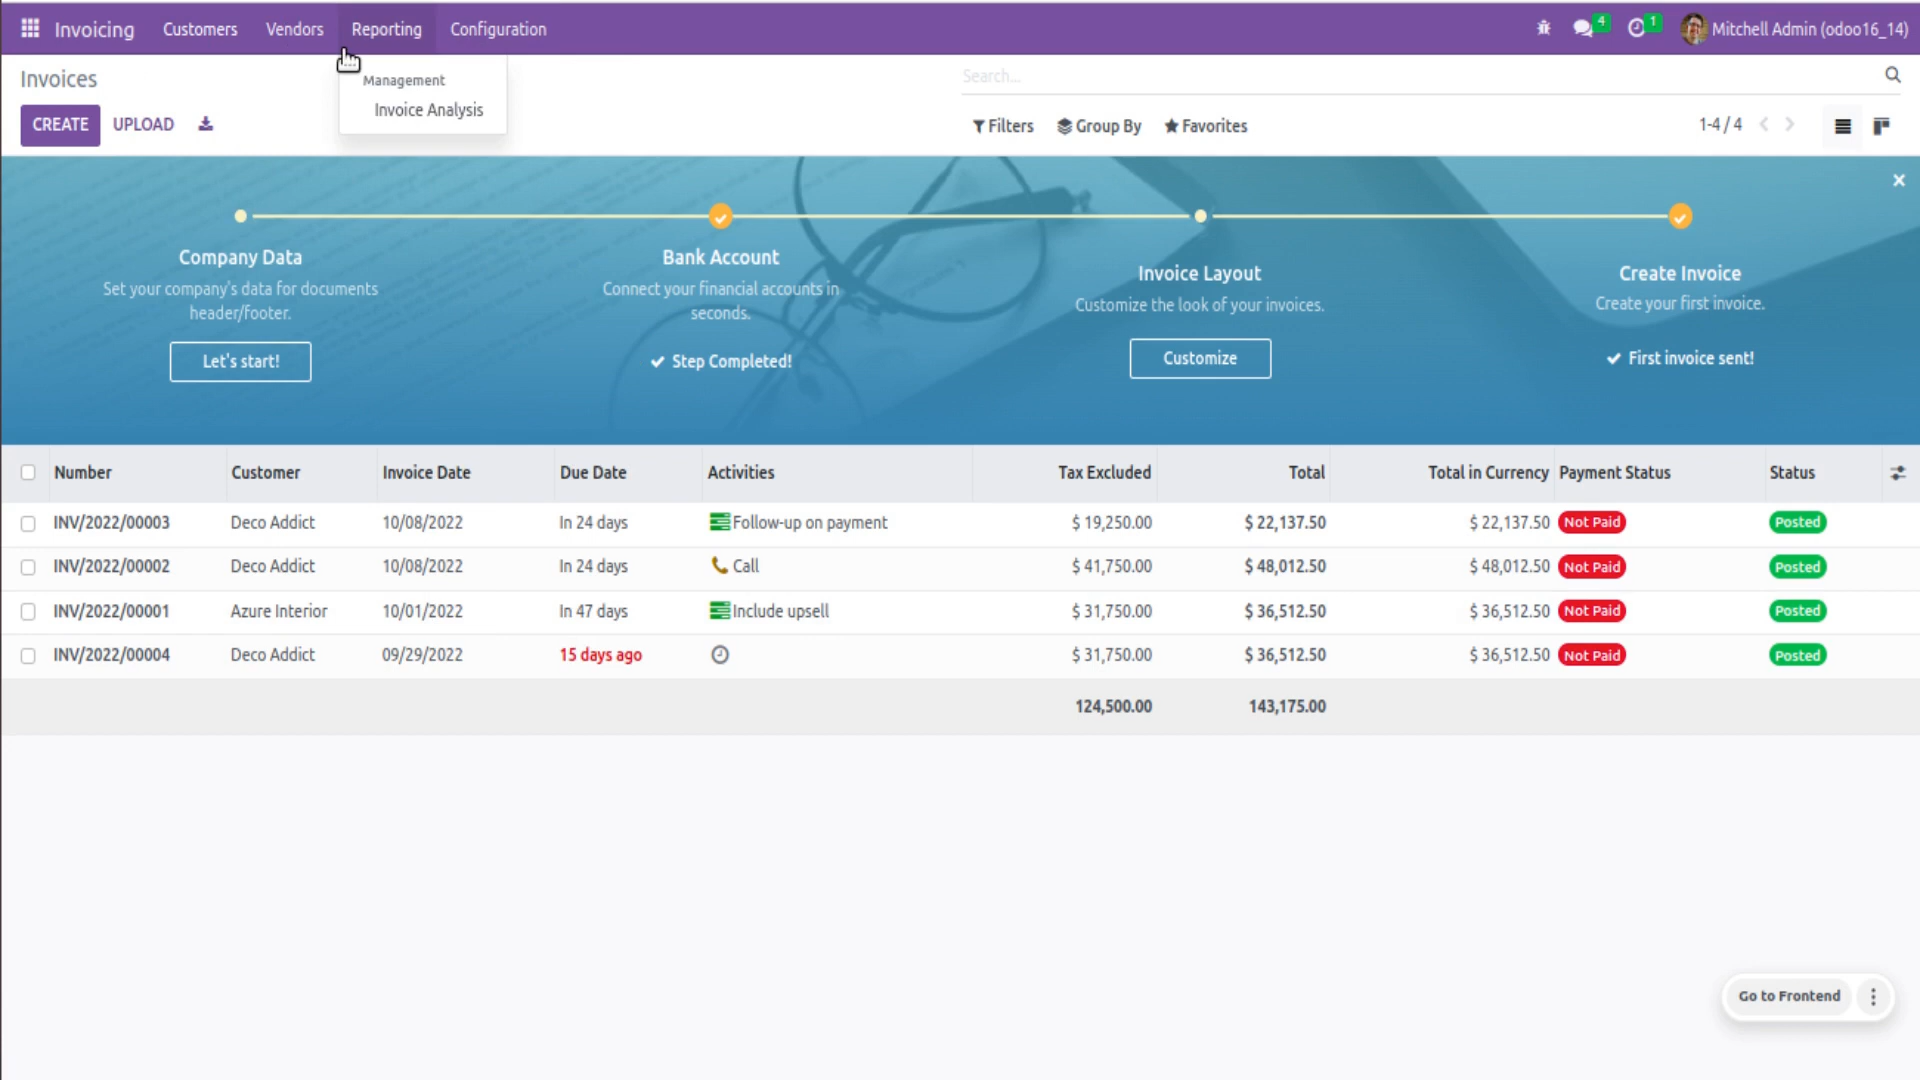 Invoicing Customers Vendors Reporting Configuration 4 1 Mitchell Admin (odoo16_14)
Invoices
Management
Invoice Analysis
Search...
CREATE UPLOAD
Filters Group By Favorites 1-4 / 4
Company Data
Set your company's data for documents
header/footer.
Let's start!
Bank Account
Connect your financial accounts in
seconds.
Step Completed!
Invoice Layout
Customize the look of your invoices.
Customize
Create Invoice
Create your first invoice.
First invoice sent!
Number Customer Invoice Date Due Date Activities Tax Excluded Total Total in Currency Payment Status Status
INV/2022/00003 Deco Addict 10/08/2022 In 24 days Follow-up on payment $ 19,250.00 $ 22,137.50 $ 22,137.50 Not Paid Posted
INV/2022/00002 Deco Addict 10/08/2022 In 24 days Call $ 41,750.00 $ 48,012.50 $ 48,012.50 Not Paid Posted
INV/2022/00001 Azure Interior 10/01/2022 In 47 days Include upsell $ 31,750.00 $ 36,512.50 $ 36,512.50 Not Paid Posted
INV/2022/00004 Deco Addict 09/29/2022 15 days ago $ 31,750.00 $ 36,512.50 $ 36,512.50 Not Paid Posted
124,500.00 143,175.00
Go to Frontend